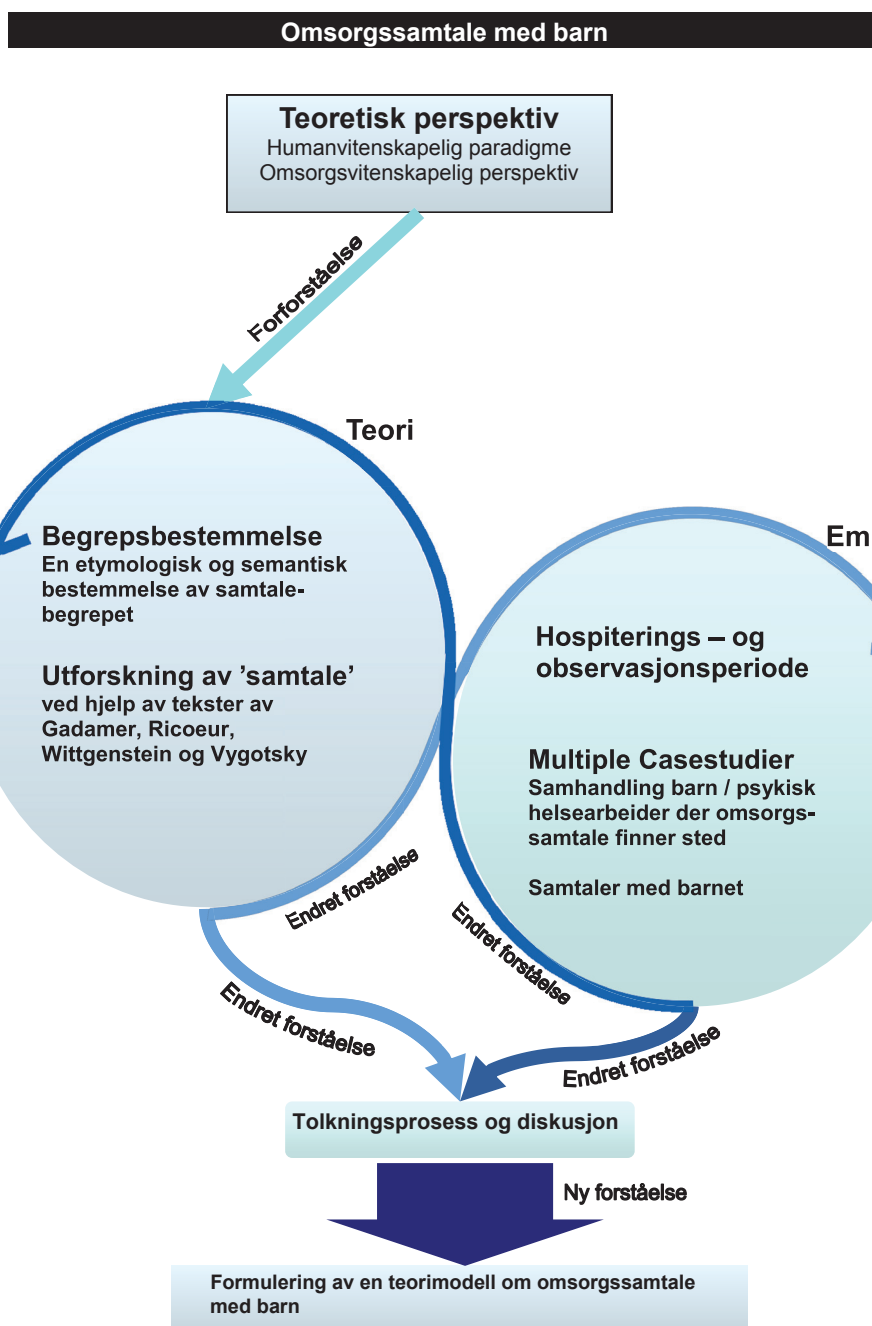 Omsorgssamtale med barn
Teoretisk perspektiv
Humanvitenskapelig paradigme
Omsorgsvitenskapelig perspektiv
Forforståelse
Teori
Begrepsbestemmelse
En etymologisk og semantisk
bestemmelse av samtale-
begrepet
Utforskning av ’samtale’
ved hjelp av tekster av
Gadamer, Ricoeur,
Wittgenstein og Vygotsky
Em
Hospiterings – og
observasjonsperiode
Multiple Casestudier
Samhandling barn / psykisk
helsearbeider der omsorgs-
samtale finner sted
Samtaler med barnet
Endret forståelse
Endret forståelse
Endret forståelse
Endret forståelse
Tolkningsprosess og diskusjon
Ny forståelse
Formulering av en teorimodell om omsorgssamtale
med barn